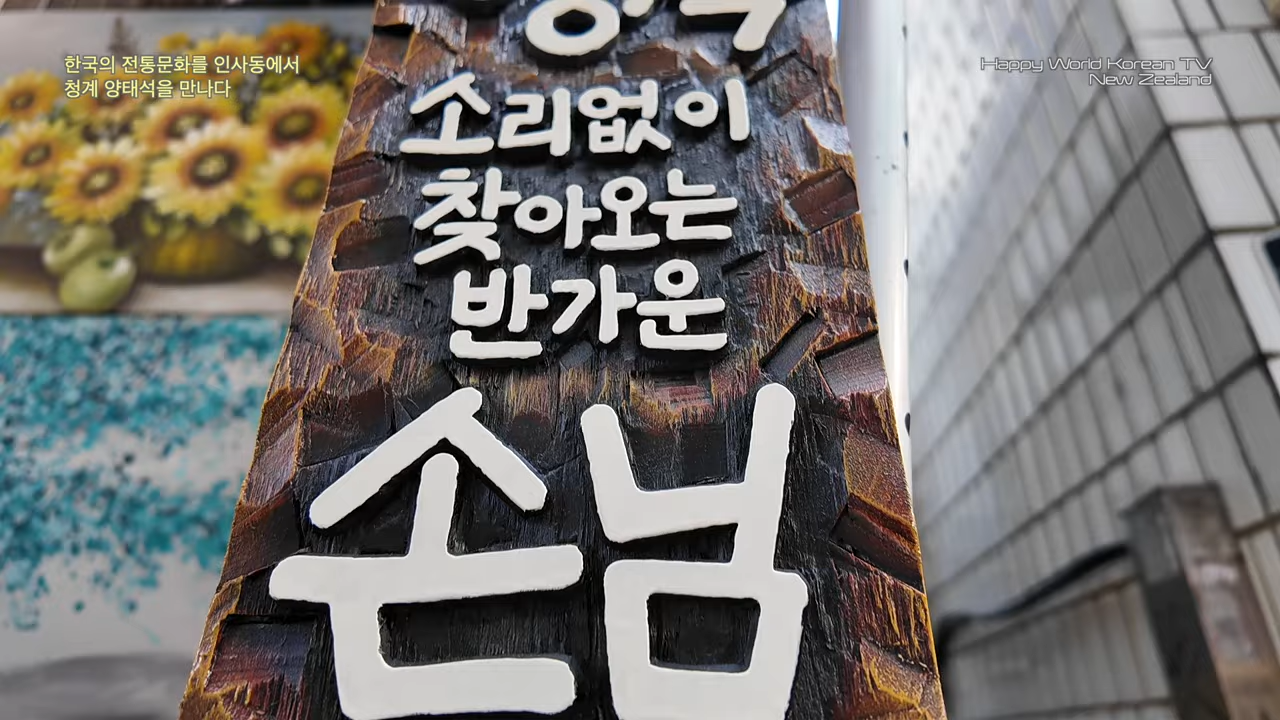 한국의 전통문화를 인사동에서
청계 양태석을 만나다
Happy World Korean TV
New Zealand
소리없이
찾아오는
반가운
손님